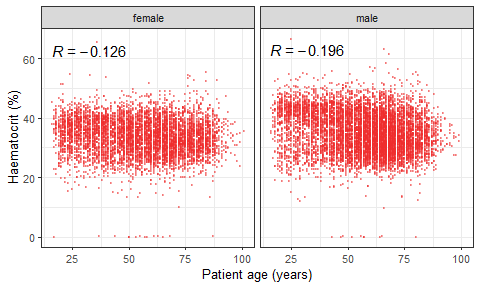 female male
R = −0.126 R = −0.196
Haematocrit (%)
60
40
20
0
25 50 75 100 25 50 75 100
Patient age (years)